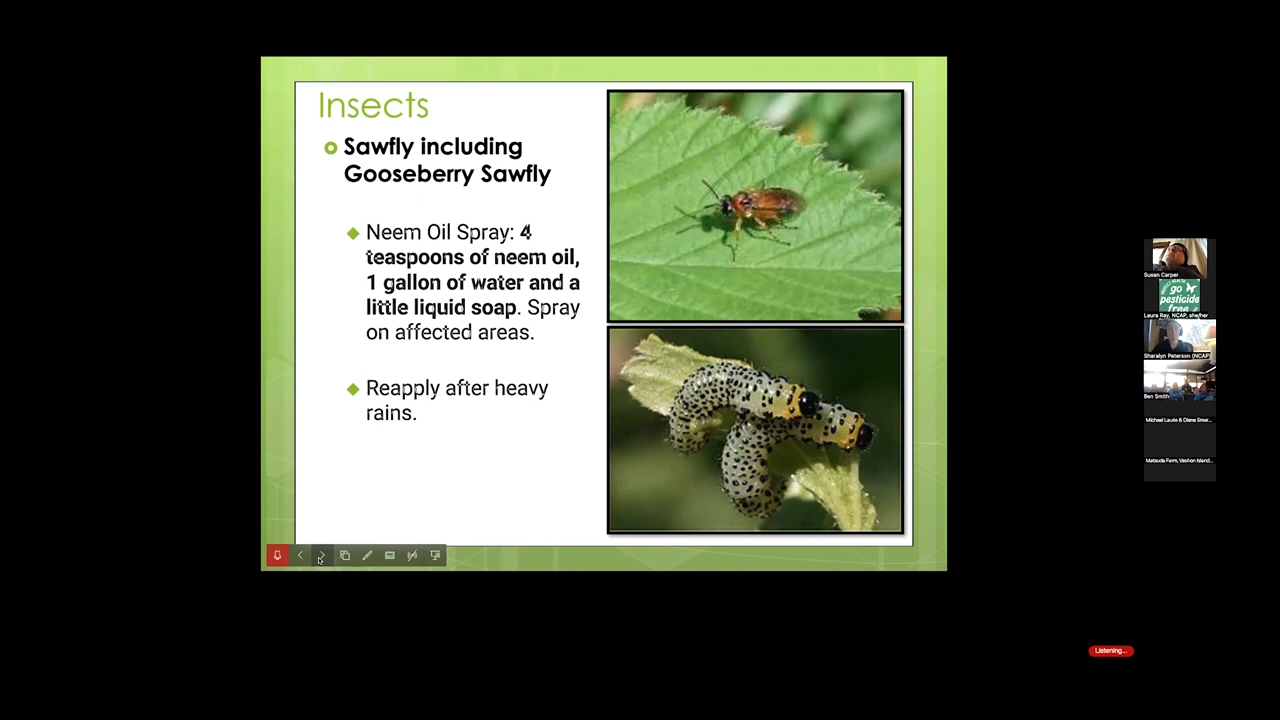 Insects
Sawfly including
Gooseberry Sawfly
Neem Oil Spray: 4
teaspoons of neem oil,
1 gallon of water and a
little liquid soap. Spray
on affected areas.
Reapply after heavy
rains.
Susan Carper
go
pesticide
free
Laura Ray, NCAP, she/her
Sharalyn Peterson (NCAP)
Ben Smith
Michael Laurie & Diane Emer...
Matsuda Farm, Vashon Island...
Listening...